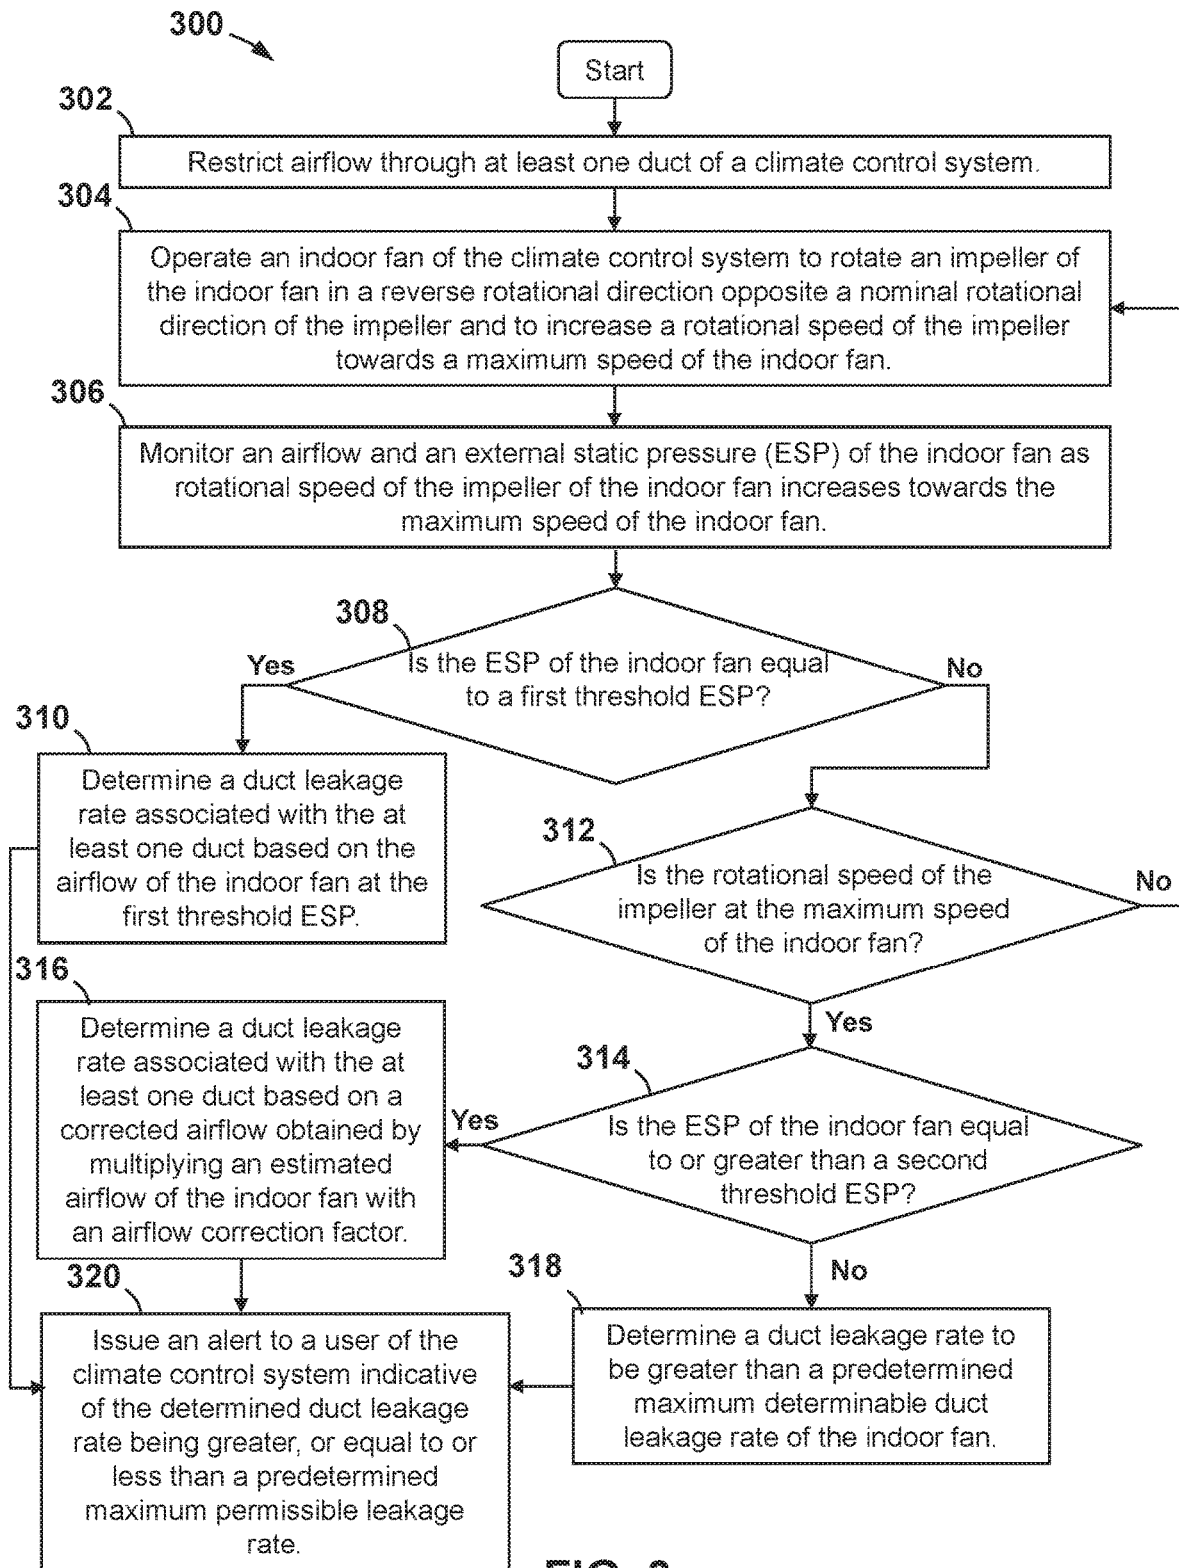 300
Start
302
Restrict airflow through at least one duct of a climate control system.
304
Operate an indoor fan of the climate control system to rotate an impeller of
the indoor fan in a reverse rotational direction opposite a nominal rotational
direction of the impeller and to increase a rotational speed of the impeller
towards a maximum speed of the indoor fan.
306
Monitor an airflow and an external static pressure (ESP) of the indoor fan as
rotational speed of the impeller of the indoor fan increases towards the
maximum speed of the indoor fan.
308
Yes
Is the ESP of the indoor fan equal
to a first threshold ESP?
No
310
Determine a duct leakage
rate associated with the at
least one duct based on the
airflow of the indoor fan at the
first threshold ESP.
312
Is the rotational speed of the
impeller at the maximum speed
of the indoor fan?
No
Yes
316
Determine a duct leakage
rate associated with the at
least one duct based on a
corrected airflow obtained by
multiplying an estimated
airflow of the indoor fan with
an airflow correction factor.
314
Yes
Is the ESP of the indoor fan equal
to or greater than a second
threshold ESP?
No
318
Determine a duct leakage rate to
be greater than a predetermined
maximum determinable duct
leakage rate of the indoor fan.
320
Issue an alert to a user of the
climate control system indicative
of the determined duct leakage
rate being greater, or equal to or
less than a predetermined
maximum permissible leakage
rate.